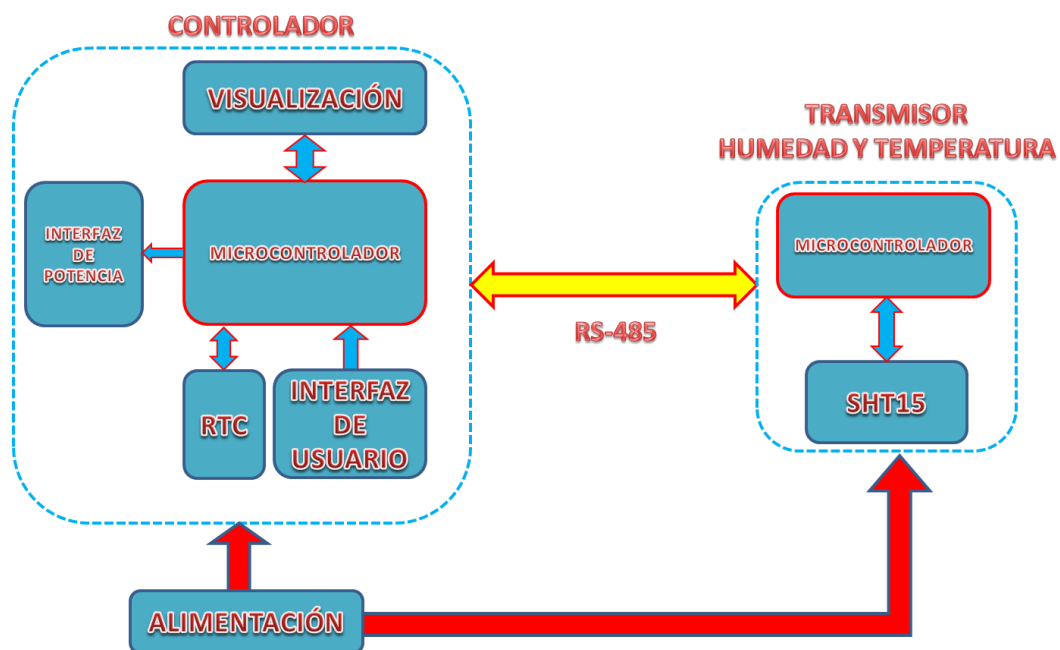 CONTROLADOR
VISUALIZACIÓN
INTERFAZ
DE
POTENCIA
MICROCONTROLADOR
RTC
INTERFAZ
DE
USUARIO
RS-485
TRANSMISOR
HUMEDAD Y TEMPERATURA
MICROCONTROLADOR
SHT15
ALIMENTACIÓN